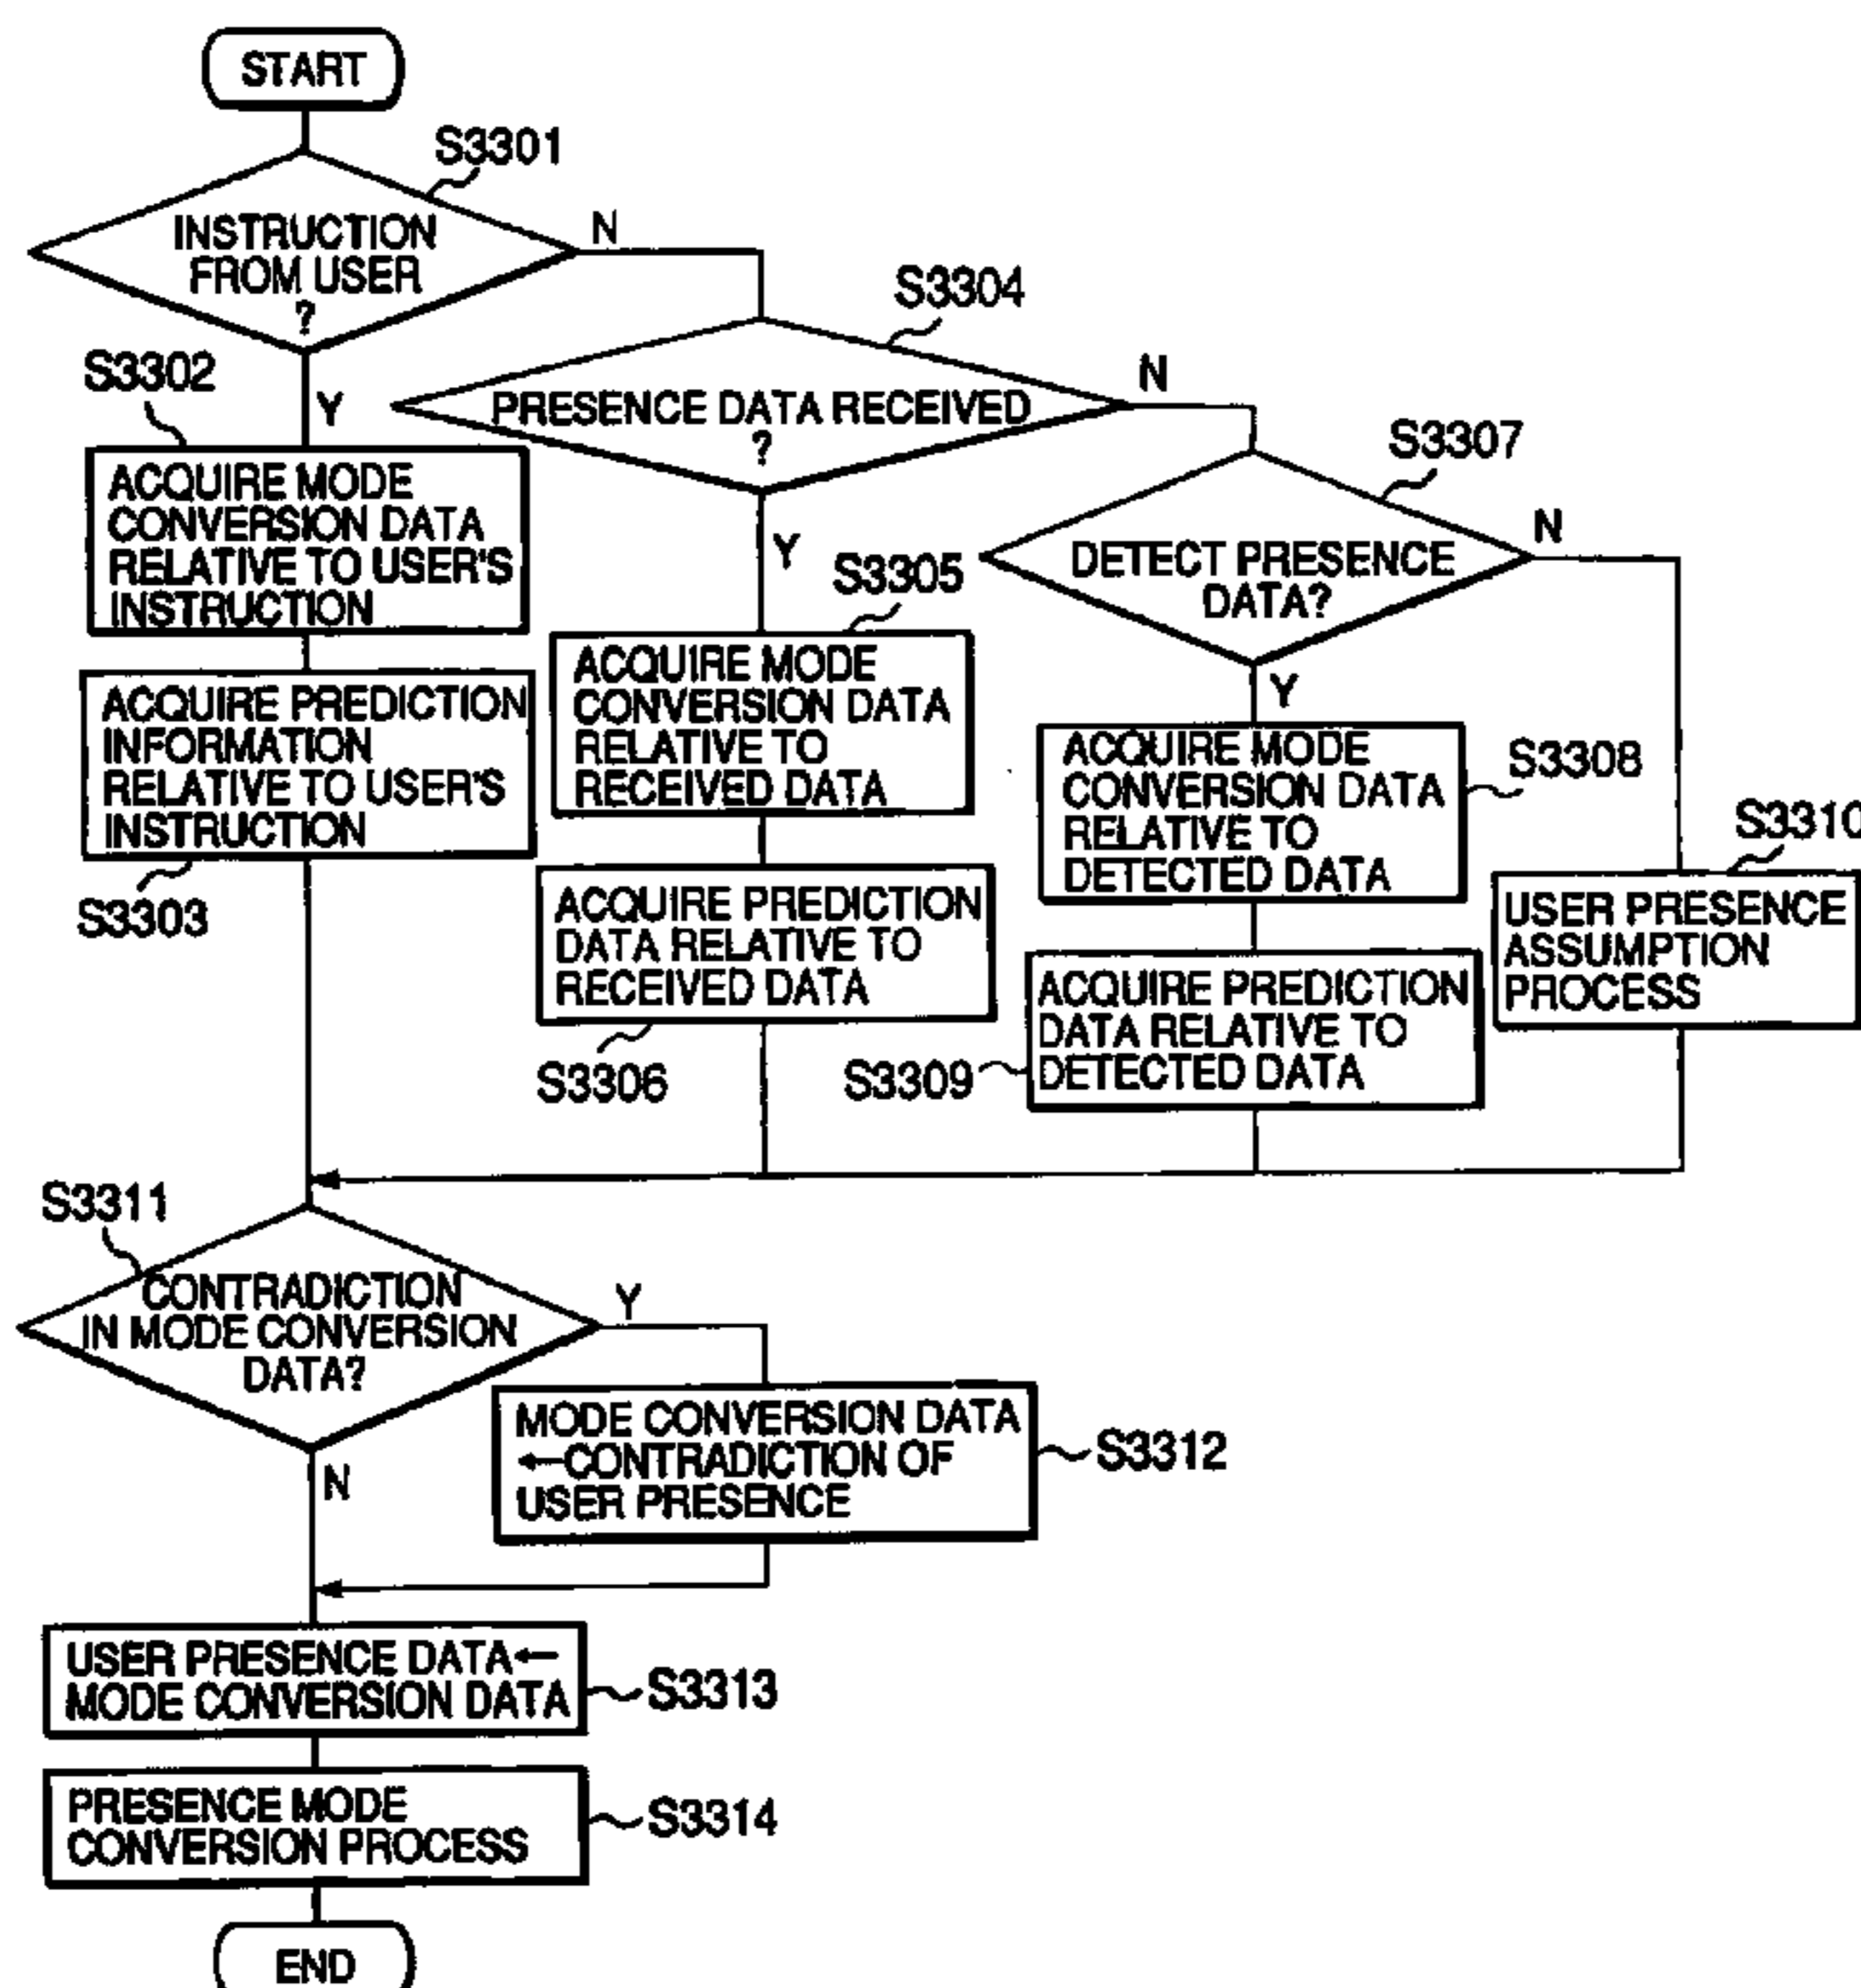 START
S3301
INSTRUCTION
FROM USER
?
N
Y
S3302
ACQUIRE MODE
CONVERSION DATA
RELATIVE TO USER'S
INSTRUCTION
ACQUIRE PREDICTION
INFORMATION
RELATIVE TO USER'S
INSTRUCTION
S3303
S3304
PRESENCE DATA RECEIVED
?
N
Y
S3305
ACQUIRE MODE
CONVERSION DATA
RELATIVE TO
RECEIVED DATA
ACQUIRE PREDICTION
DATA RELATIVE TO
RECEIVED DATA
S3306
S3307
DETECT PRESENCE
DATA?
N
Y
ACQUIRE MODE
CONVERSION DATA
RELATIVE TO
DETECTED DATA
S3308
ACQUIRE PREDICTION
DATA RELATIVE TO
DETECTED DATA
S3309
S3310
USER PRESENCE
ASSUMPTION
PROCESS
S3311
CONTRADICTION
IN MODE CONVERSION
DATA?
Y
N
MODE CONVERSION DATA
←CONTRADICTION OF
USER PRESENCE
S3312
USER PRESENCE DATA←
MODE CONVERSION DATA
S3313
PRESENCE MODE
CONVERSION PROCESS
S3314
END